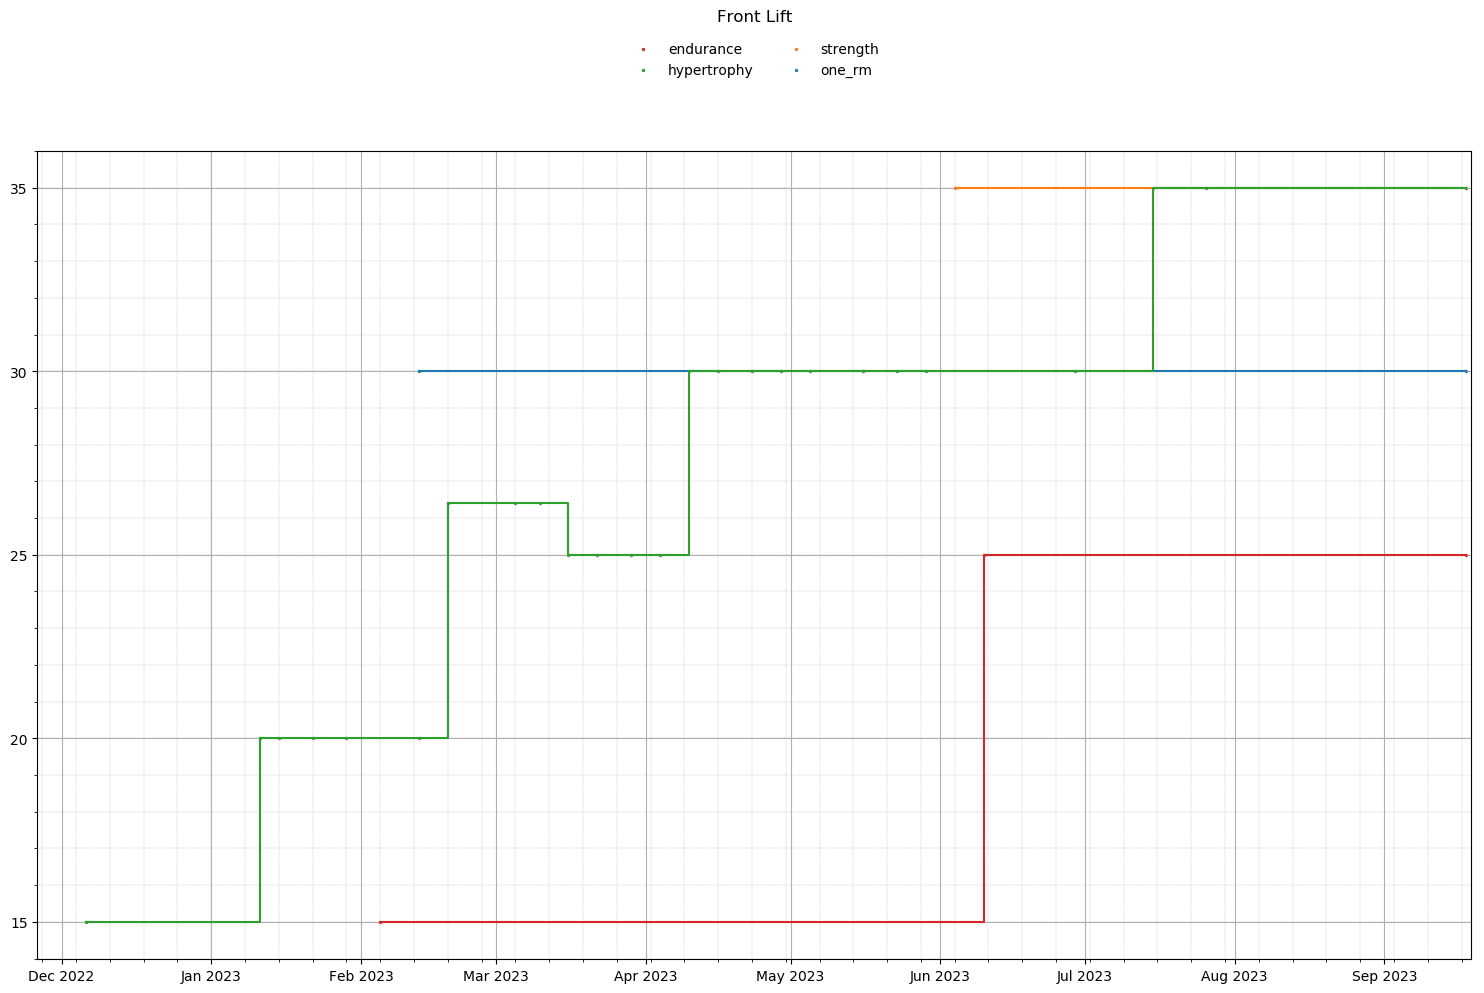 Front Lift
endurance strength
hypertrophy one_rm
35
30
25
20
15
Dec 2022 Jan 2023 Feb 2023 Mar 2023 Apr 2023 May 2023 Jun 2023 Jul 2023 Aug 2023 Sep 2023